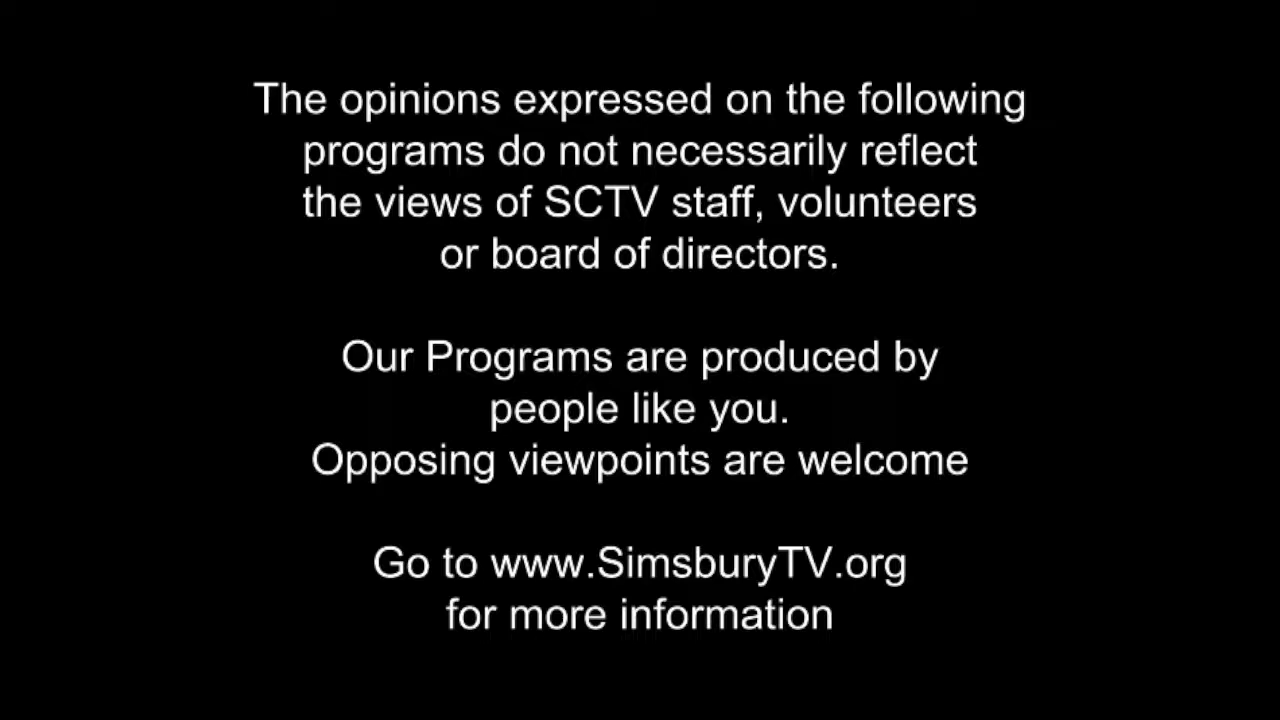 The opinions expressed on the following
programs do not necessarily reflect
the views of SCTV staff, volunteers
or board of directors.
Our Programs are produced by
people like you.
Opposing viewpoints are welcome
Go to www.SimsburyTV.org
for more information